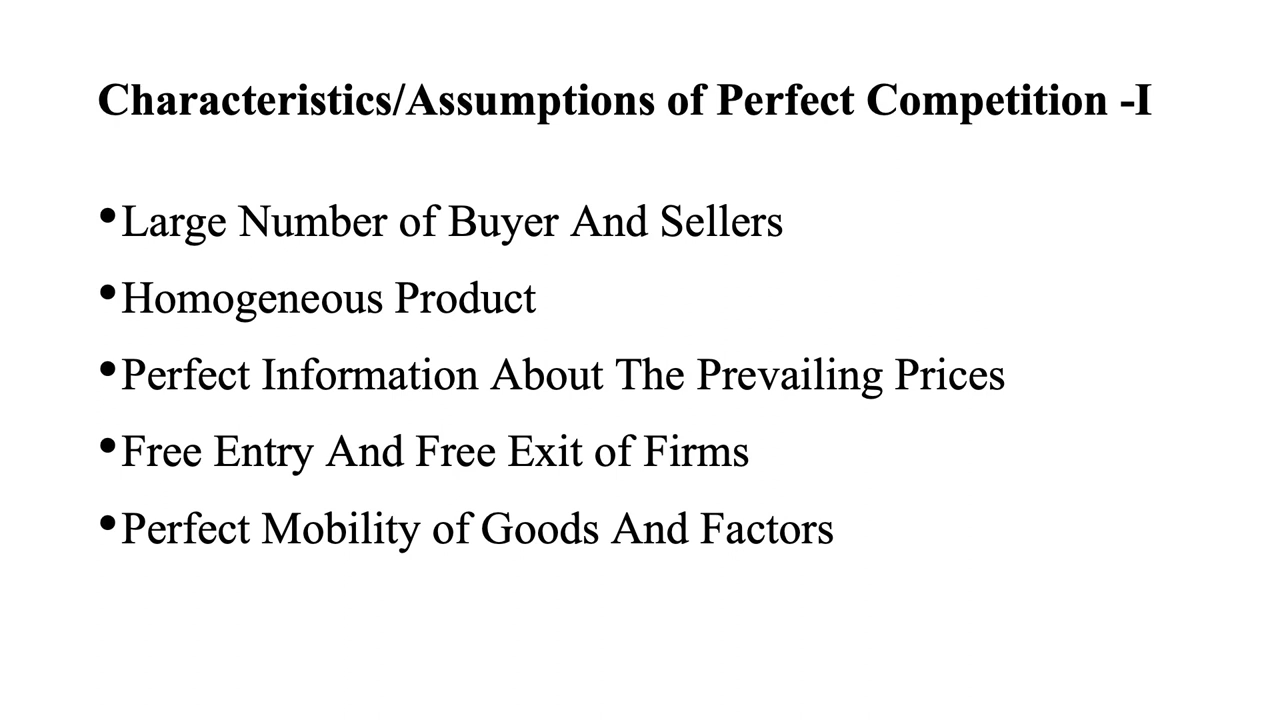 Characteristics/Assumptions of Perfect Competition -I
•Large Number of Buyer And Sellers
•Homogeneous Product
•Perfect Information About The Prevailing Prices
•Free Entry And Free Exit of Firms
•Perfect Mobility of Goods And Factors